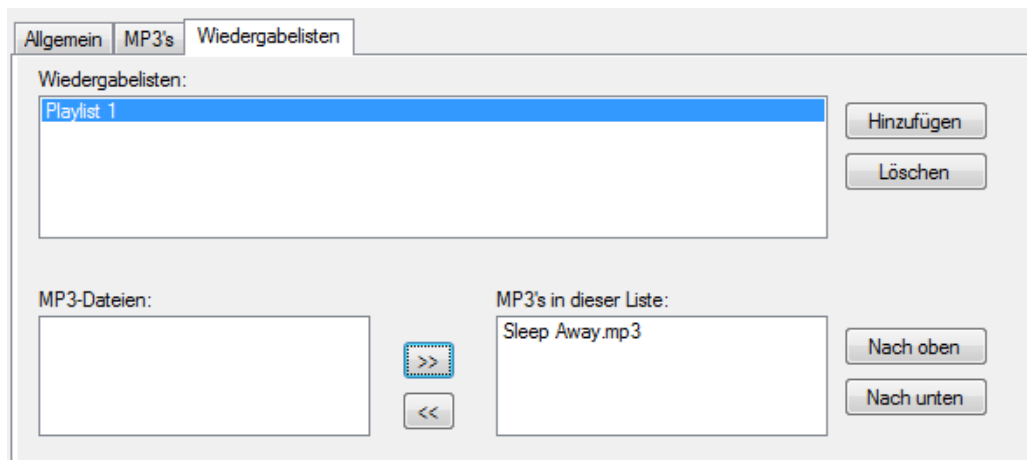 Allgemein MP3's Wiedergabelisten
Wiedergabelisten:
Playlist 1
Hinzufügen
Löschen
MP3-Dateien:
MP3's in dieser Liste:
Sleep Away.mp3
>>
<<
Nach oben
Nach unten